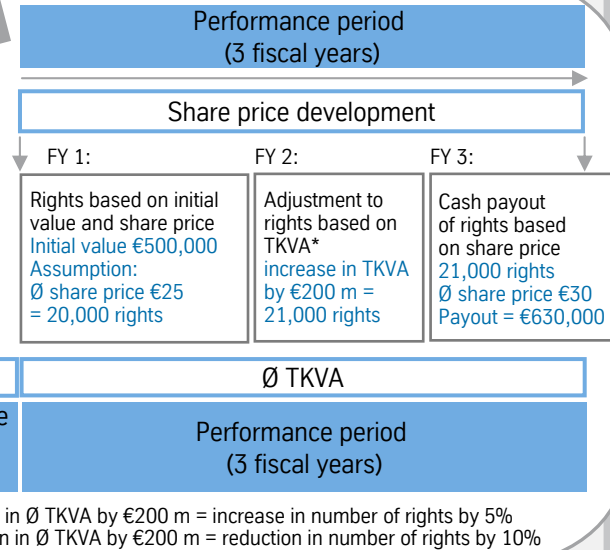 Performance period
(3 fiscal years)
Share price development
FY 1:
Rights based on initial
value and share price
Initial value €500,000
Assumption:
Ø share price €25
= 20,000 rights
FY 2:
Adjustment to
rights based on
TKVA*
increase in TKVA
by €200 m =
21,000 rights
FY 3:
Cash payout
of rights based
on share price
21,000 rights
Ø share price €30
Payout = €630,000
Ø TKVA
Performance period
(3 fiscal years)
in Ø TKVA by €200 m = increase in number of rights by 5%
in Ø TKVA by €200 m = reduction in number of rights by 10%